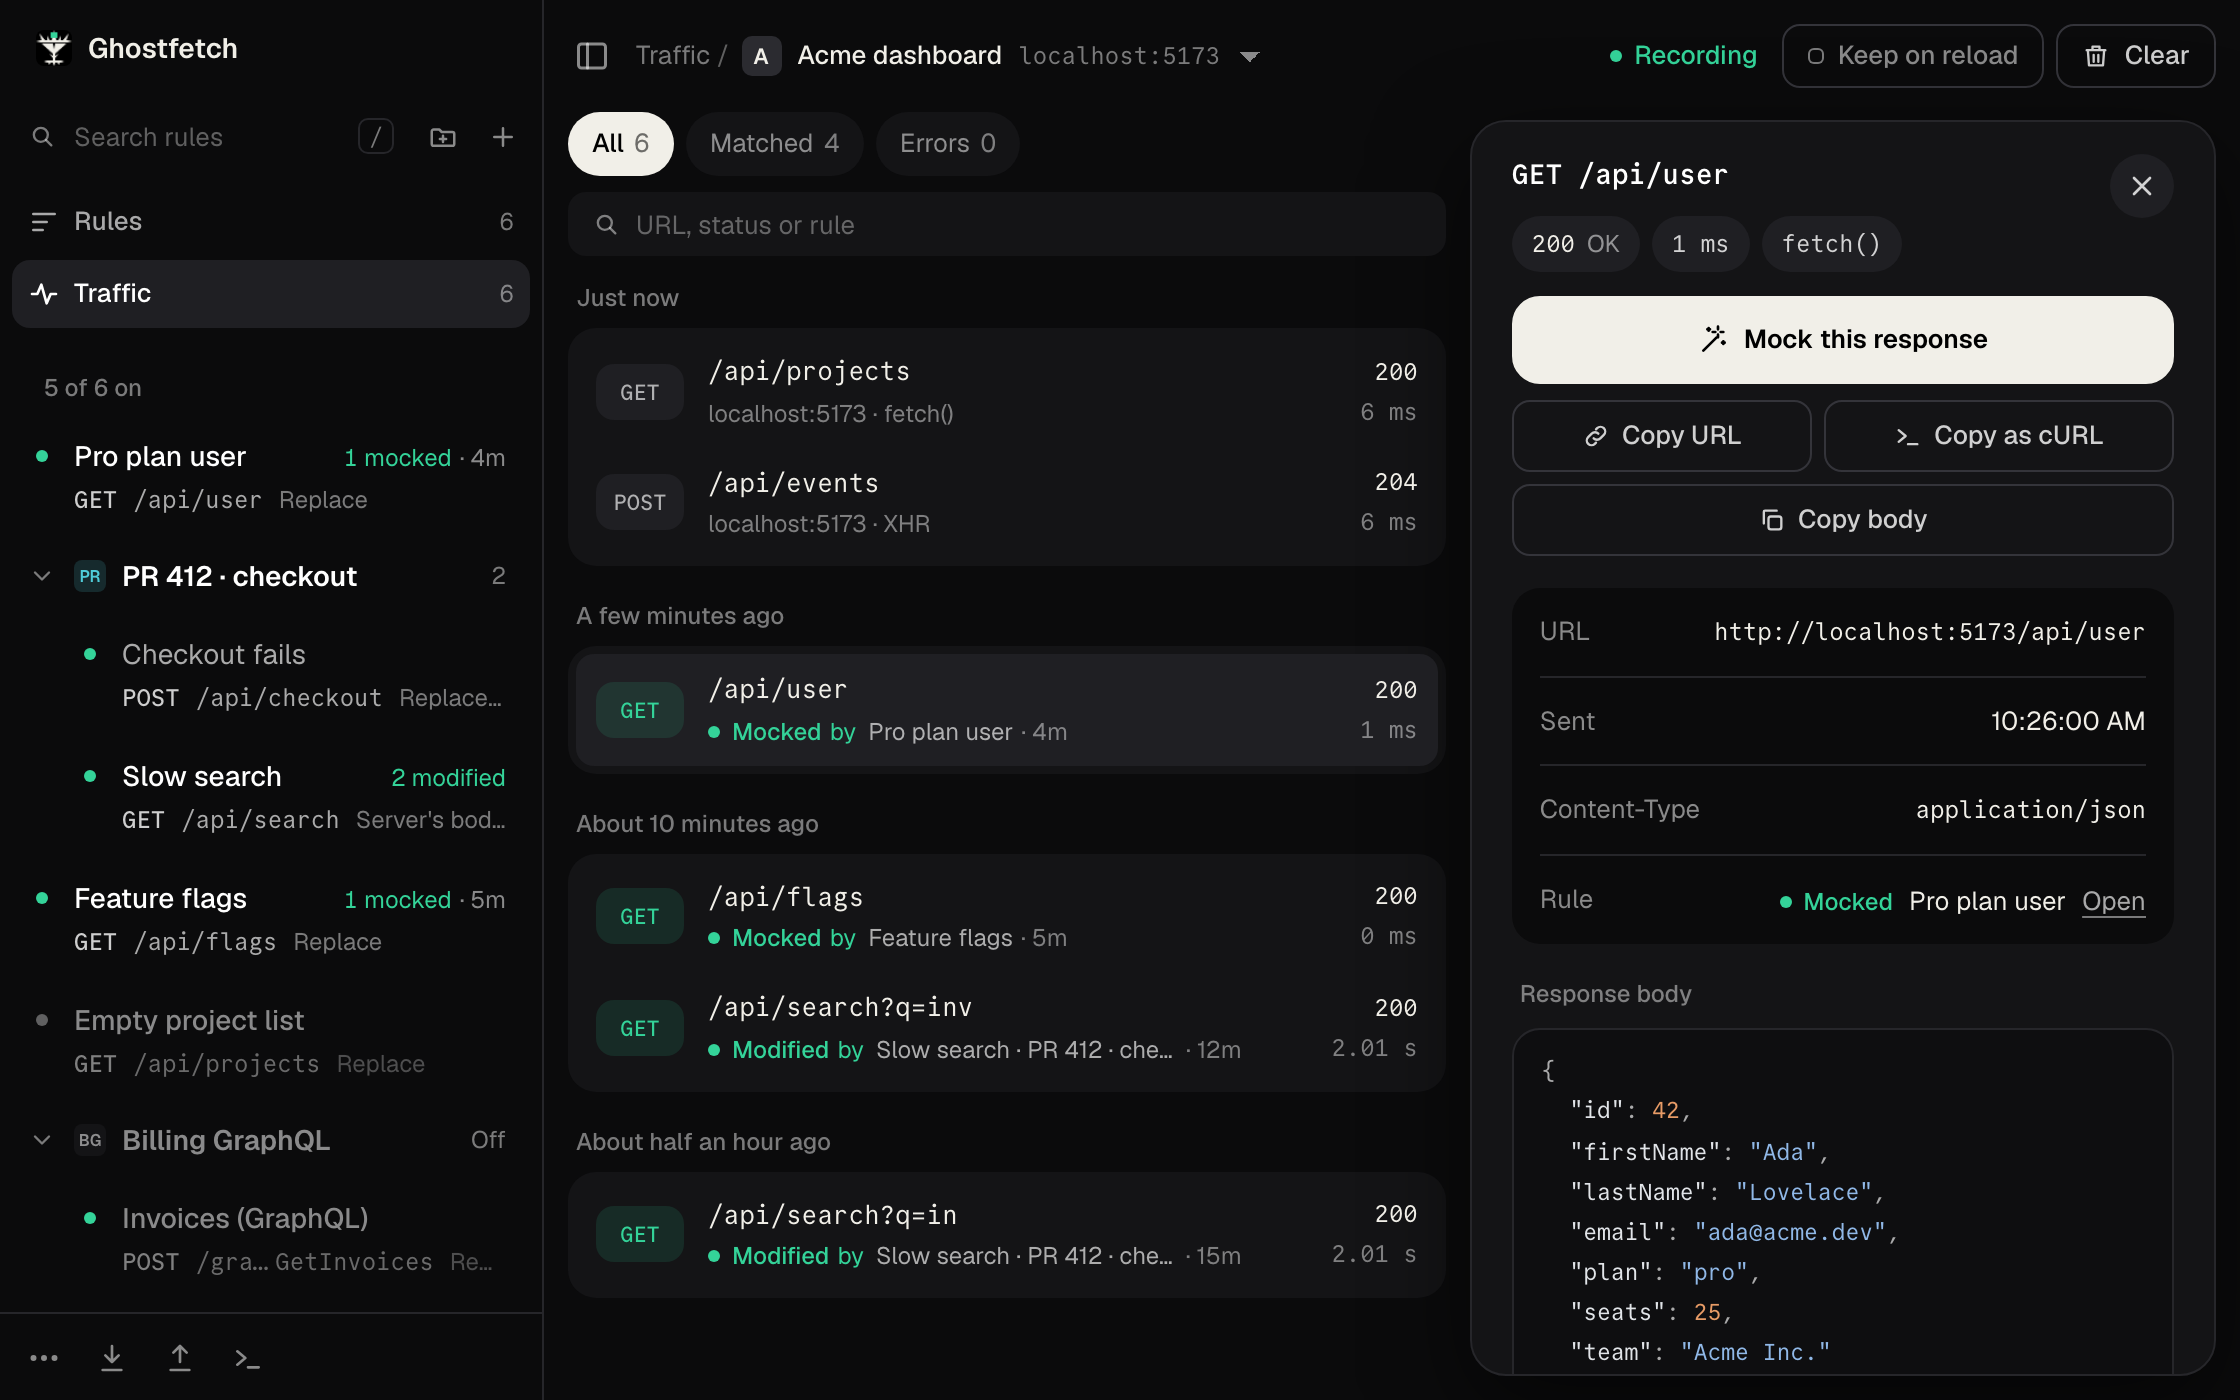 Ghostfetch
Search rules /
Rules 6
Traffic 6
5 of 6 on
Pro plan user 1 mocked · 4m
GET /api/user Replace
PR PR 412 · checkout 2
Checkout fails
POST /api/checkout Replace…
Slow search 2 modified
GET /api/search Server's bod…
Feature flags 1 mocked · 5m
GET /api/flags Replace
Empty project list
GET /api/projects Replace
BG Billing GraphQL Off
Invoices (GraphQL)
POST /gra… GetInvoices Re…
Traffic / A Acme dashboard localhost:5173
Recording
Keep on reload
Clear
All 6 Matched 4 Errors 0
URL, status or rule
Just now
GET /api/projects 200
localhost:5173 · fetch() 6 ms
POST /api/events 204
localhost:5173 · XHR 6 ms
A few minutes ago
GET /api/user 200
Mocked by Pro plan user · 4m 1 ms
About 10 minutes ago
GET /api/flags 200
Mocked by Feature flags · 5m 0 ms
GET /api/search?q=inv 200
Modified by Slow search · PR 412 · che… · 12m 2.01 s
About half an hour ago
GET /api/search?q=in 200
Modified by Slow search · PR 412 · che… · 15m 2.01 s
GET /api/user
200 OK 1 ms fetch()
Mock this response
Copy URL Copy as cURL
Copy body
URL http://localhost:5173/api/user
Sent 10:26:00 AM
Content-Type application/json
Rule Mocked Pro plan user Open
Response body
{
"id": 42,
"firstName": "Ada",
"lastName": "Lovelace",
"email": "ada@acme.dev",
"plan": "pro",
"seats": 25,
"team": "Acme Inc."